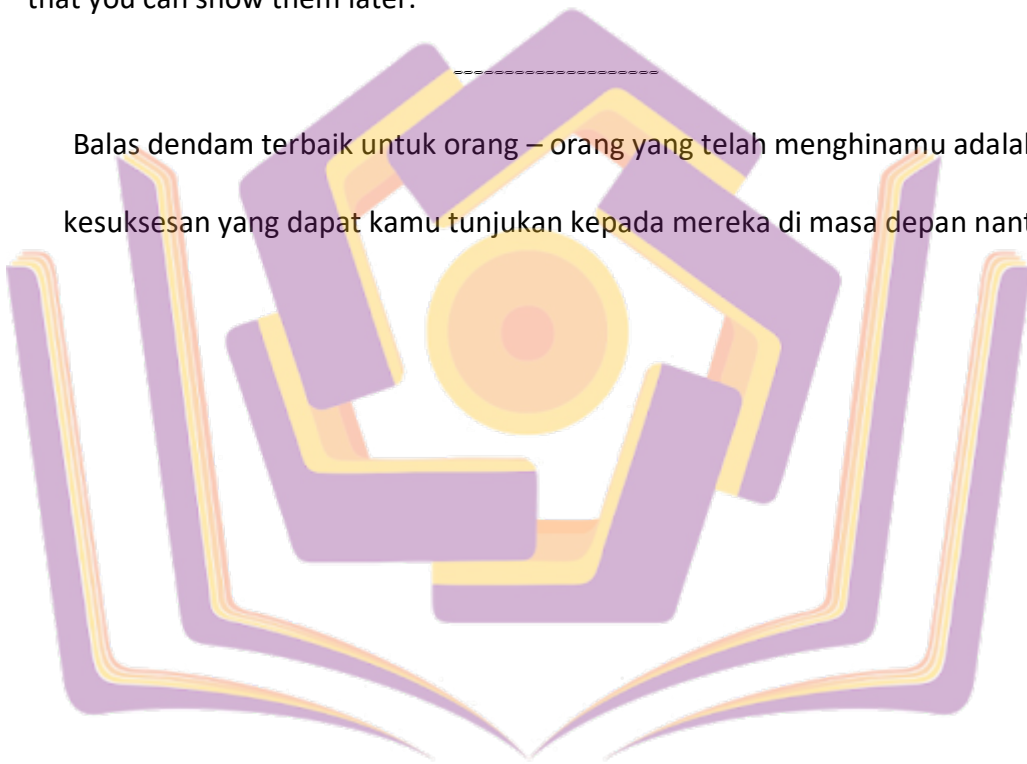 that you can show them later.
--------------------
Balas dendam terbaik untuk orang – orang yang telah menghinamu adalah
kesuksesan yang dapat kamu tunjukan kepada mereka di masa depan nant